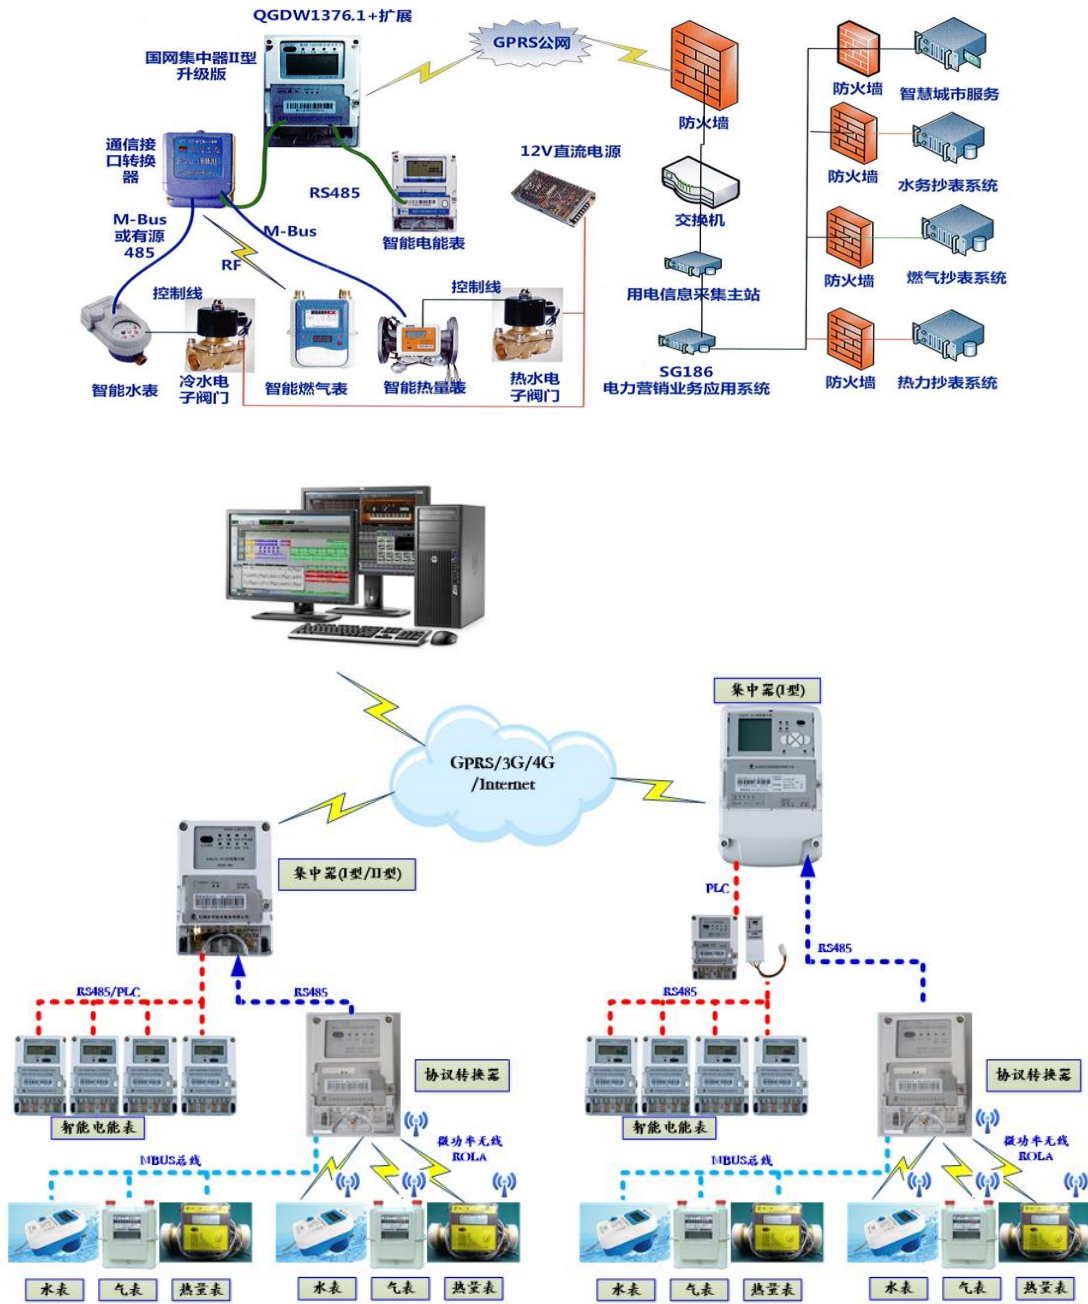 QGDW1376.1+扩展
国网集中器II型
升级版
GPRS公网
防火墙
防火墙
智慧城市服务
通信接
口转换
器
RS485
智能电能表
12V直流电源
交换机
防火墙
水务抄表系统
M-Bus
或有源
485
M-Bus
RF
用电信息采集主站
防火墙
燃气抄表系统
控制线
控制线
智能水表
冷水电
子阀门
智能燃气表
智能热量表
热水电
子阀门
SG186
电力营销业务应用系统
防火墙
热力抄表系统
集中器(I型)
GPRS/3G/4G
/Internet
集中器(I型/II型)
PLC
RS485
RS485/PLC
RS485
RS485
协议转换器
协议转换器
智能电能表
智能电能表
微功率无线
ROLA
微功率无线
ROLA
MBUS总线
MBUS总线
水表
气表
热量表
水表
气表
热量表
水表
气表
热量表
水表
气表
热量表